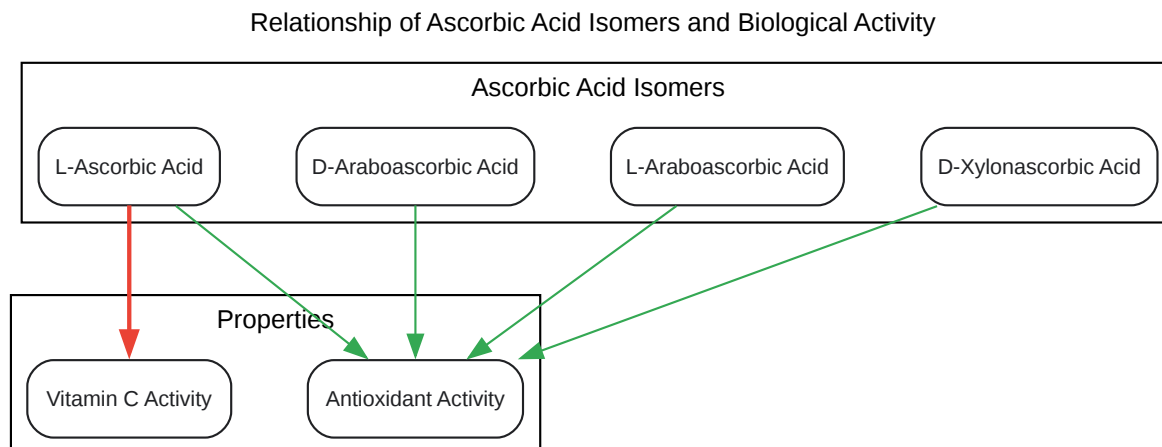 Relationship of Ascorbic Acid Isomers and Biological Activity
Ascorbic Acid Isomers
L-Ascorbic Acid
D-Araboascorbic Acid
L-Araboascorbic Acid
D-Xylonascorbic Acid
Properties
Vitamin C Activity
Antioxidant Activity